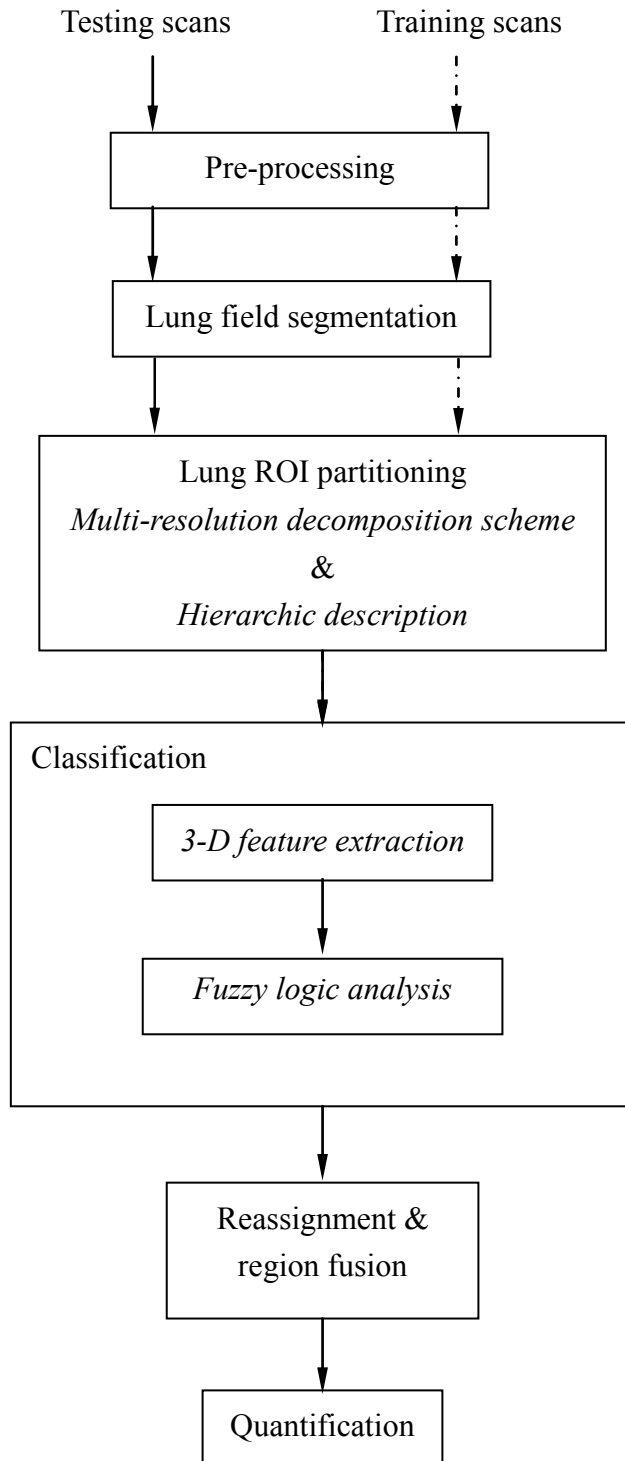 Testing scans
Training scans
Pre-processing
Lung field segmentation
Lung ROI partitioning
Multi-resolution decomposition scheme
&
Hierarchic description
Classification
3-D feature extraction
Fuzzy logic analysis
Reassignment &
region fusion
Quantification